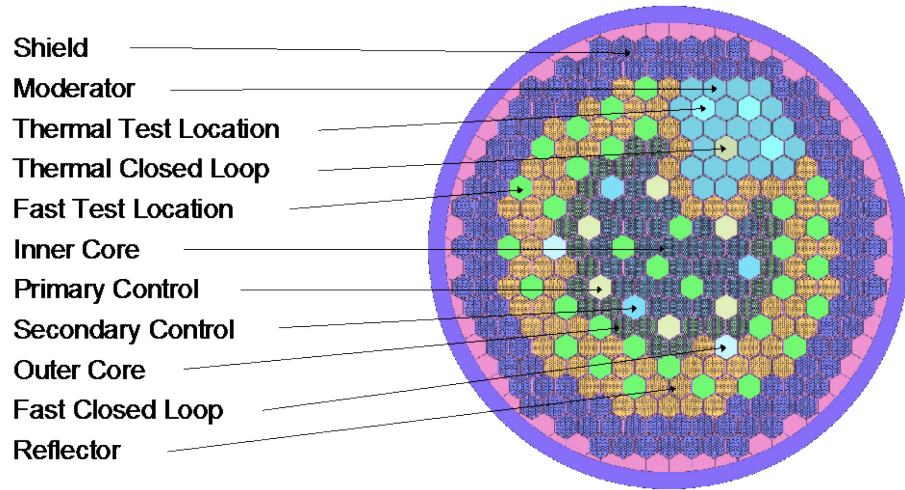 Shield
Moderator
Thermal Test Location
Thermal Closed Loop
Fast Test Location
Inner Core
Primary Control
Secondary Control
Outer Core
Fast Closed Loop
Reflector